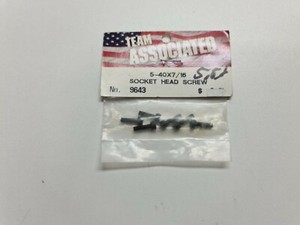 TEAM
ASSOCIATED
5-40X7/16
SOCKET HEAD SCREW
No. 9643 $